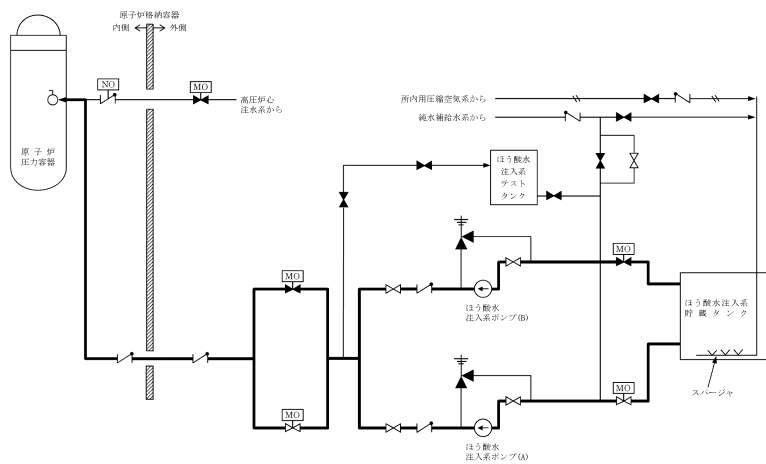 原子炉格納容器
内側
外側
NO
MO
高圧炉心
注水系から
原子炉
圧力容器
所内用圧縮空気系から
純水補給水系から
ほう酸水
注入系
テスト
タンク
MO
MO
ほう酸水
注入系ポンプ(B)
ほう酸水注入系
貯蔵タンク
スパージャ
MO
MO
ほう酸水
注入系ポンプ(A)